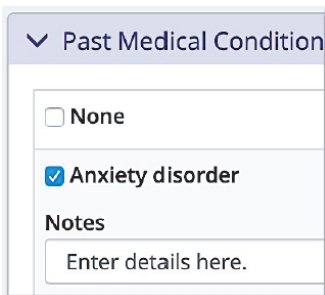 Past Medical Condition
None
Anxiety disorder
Notes
Enter details here.